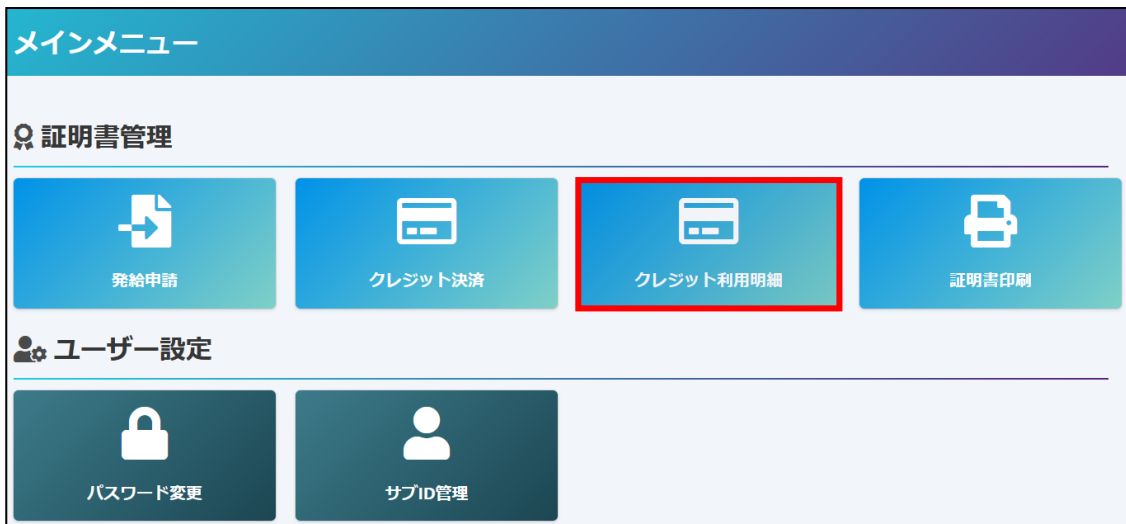 メインメニュー
証明書管理
発給申請
クレジット決済
クレジット利用明細
証明書印刷
ユーザー設定
パスワード変更
サブID管理